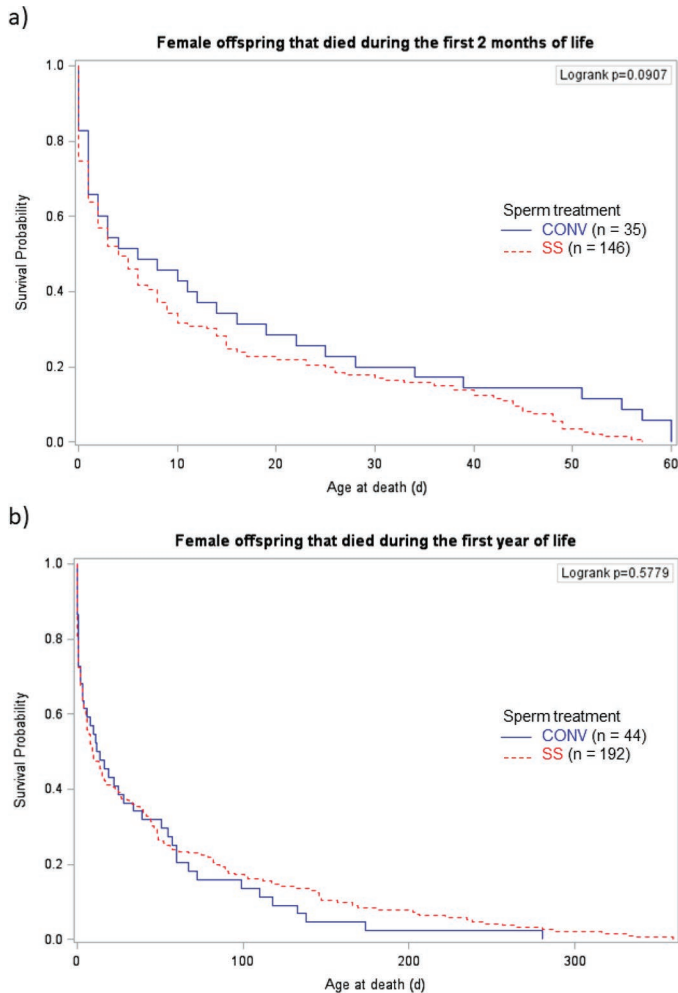 a)
Female offspring that died during the first 2 months of life
Logrank p=0.0907
1.0
0.8
0.6
0.4
0.2
0.0
Survival Probability
Sperm treatment
CONV (n = 35)
SS (n = 146)
0 10 20 30 40 50 60
Age at death (d)
b)
Female offspring that died during the first year of life
Logrank p=0.5779
1.0
0.8
0.6
0.4
0.2
0.0
Survival Probability
Sperm treatment
CONV (n = 44)
SS (n = 192)
0 100 200 300
Age at death (d)